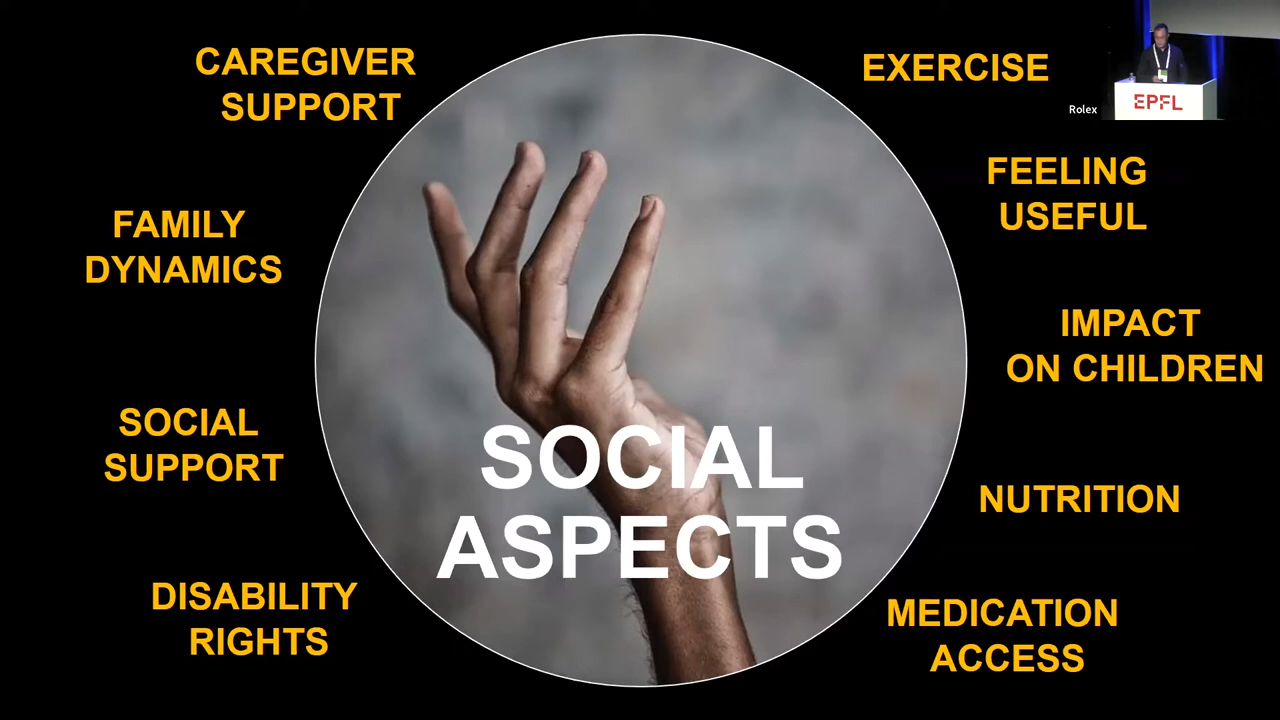 CAREGIVER
SUPPORT
EXERCISE
Rolex
EPFL
FEELING
USEFUL
FAMILY
DYNAMICS
IMPACT
ON CHILDREN
SOCIAL
SUPPORT
SOCIAL
ASPECTS
NUTRITION
DISABILITY
RIGHTS
MEDICATION
ACCESS